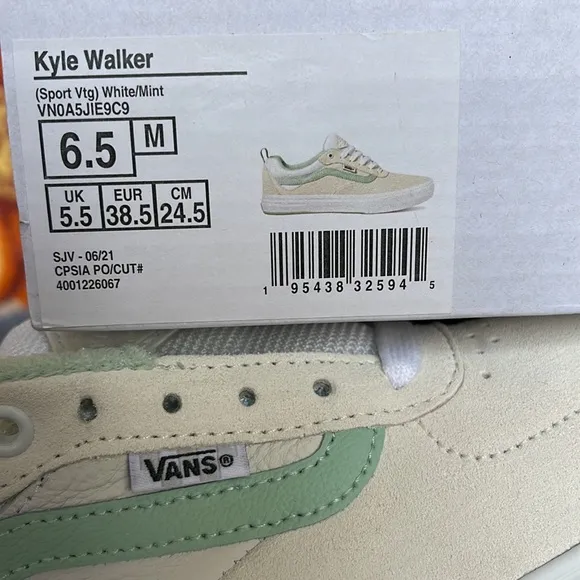 Kyle Walker
(Sport Vtg) White/Mint
VN0A5JIE9C9
6.5 M
UK EUR CM
5.5 38.5 24.5
SJV - 06/21
CPSIA PO/CUT#
4001226067
1 95438 32594 5
VANS®